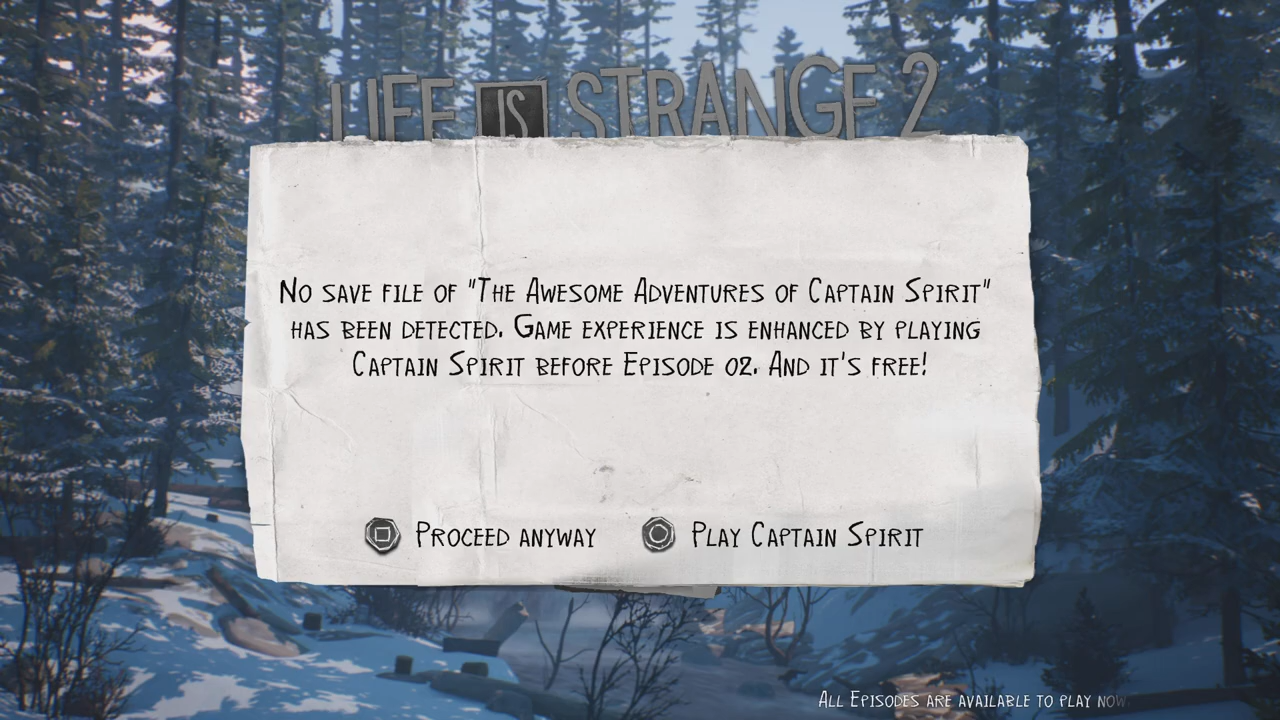 LIFE IS STRANGE 2
No save file of "The Awesome Adventures of Captain Spirit"
has been detected. Game experience is enhanced by playing
Captain Spirit before Episode 02. And it's free!
Proceed anyway Play Captain Spirit
All Episodes are available to play now